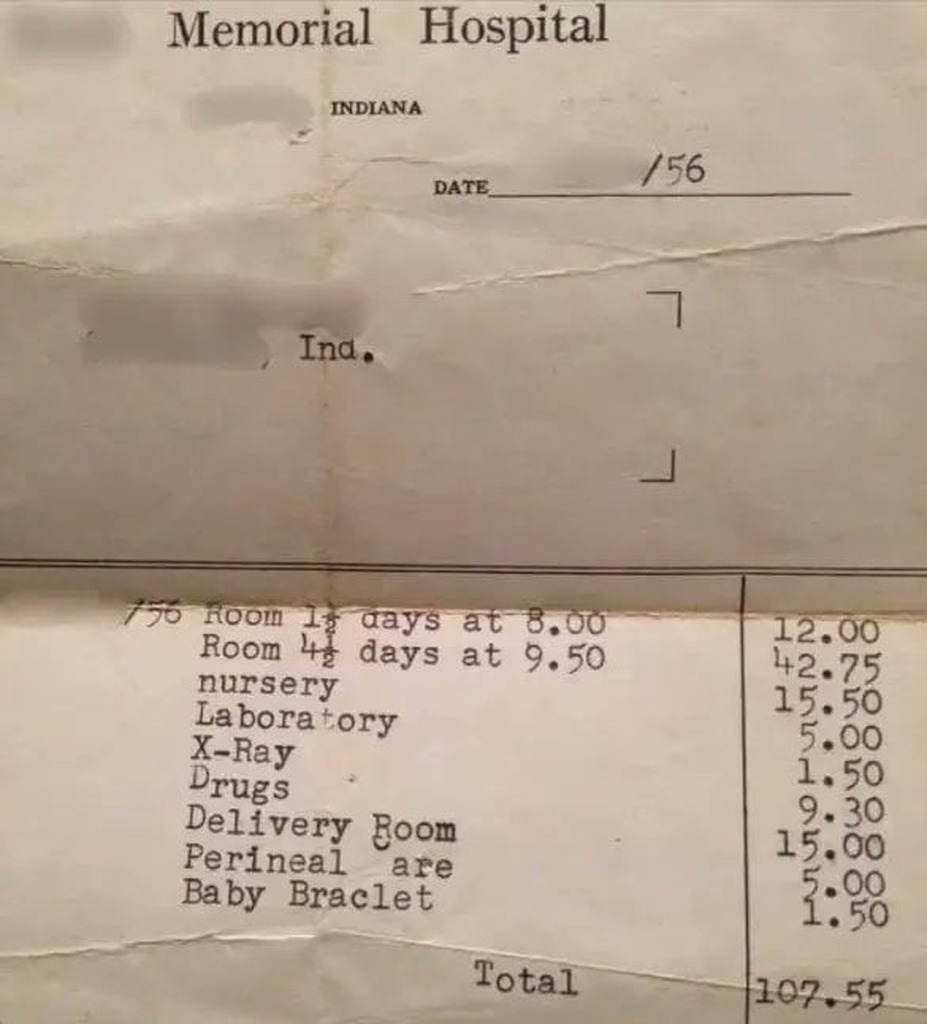 Memorial Hospital
INDIANA
DATE /56
, Ind.
/56 Room 1½ days at 8.00 12.00
Room 4½ days at 9.50 42.75
nursery 15.50
Laboratory 5.00
X-Ray 1.50
Drugs 9.30
Delivery Room 15.00
Perineal Care 5.00
Baby Braclet 1.50
Total 107.55